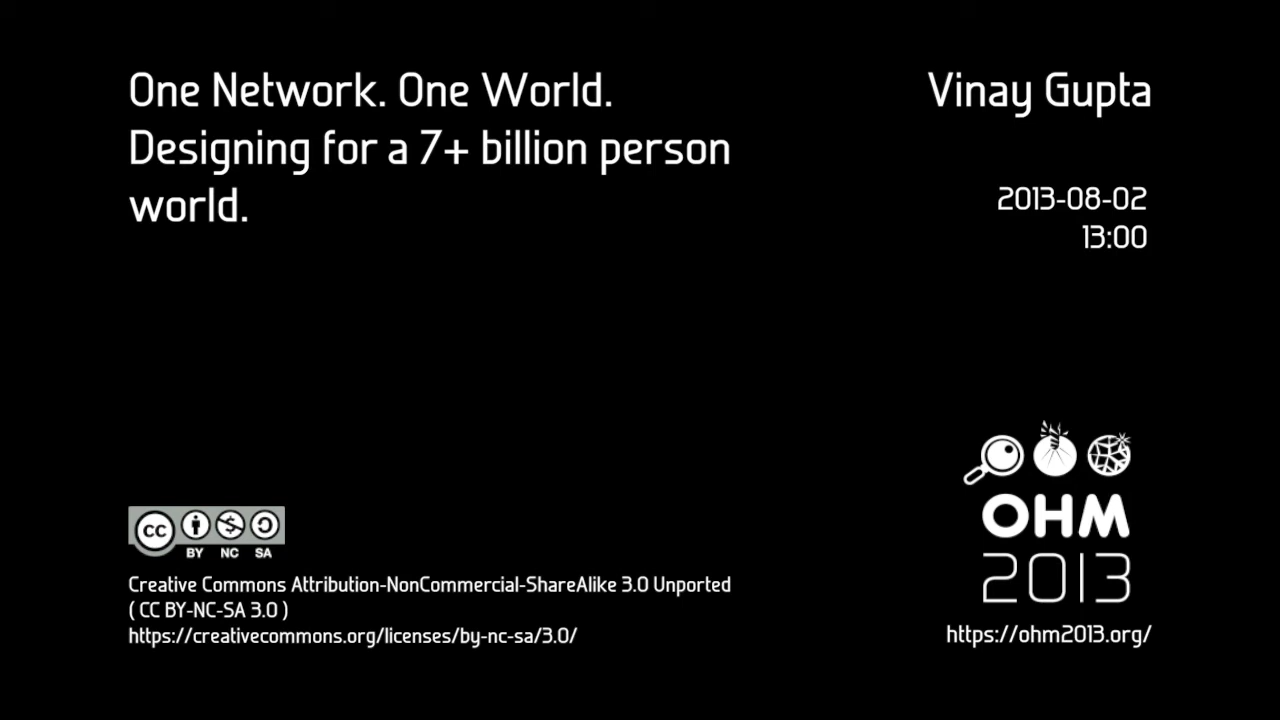 One Network. One World.
Designing for a 7+ billion person
world.
Vinay Gupta
2013-08-02
13:00
CC
BY NC SA
Creative Commons Attribution-NonCommercial-ShareAlike 3.0 Unported
( CC BY-NC-SA 3.0 )
https://creativecommons.org/licenses/by-nc-sa/3.0/
OHM
2013
https://ohm2013.org/